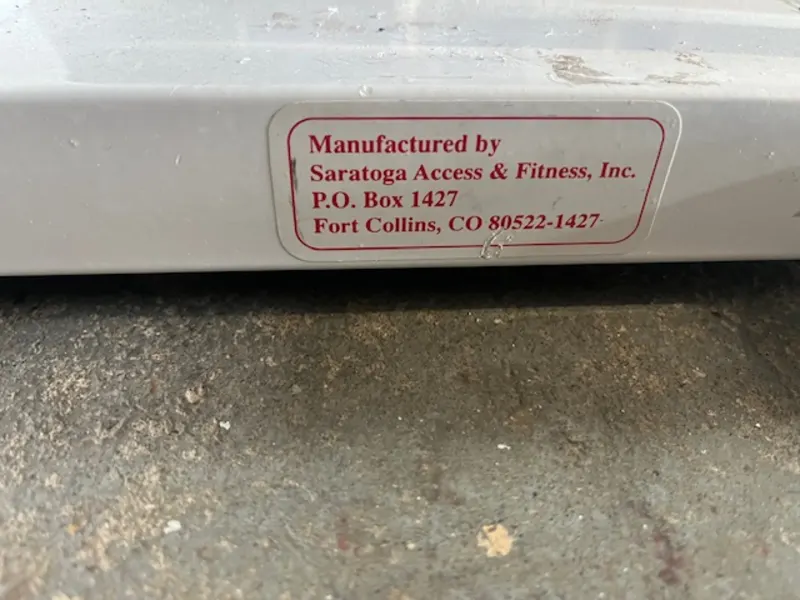 Manufactured by
Saratoga Access & Fitness, Inc.
P.O. Box 1427
Fort Collins, CO 80522-1427